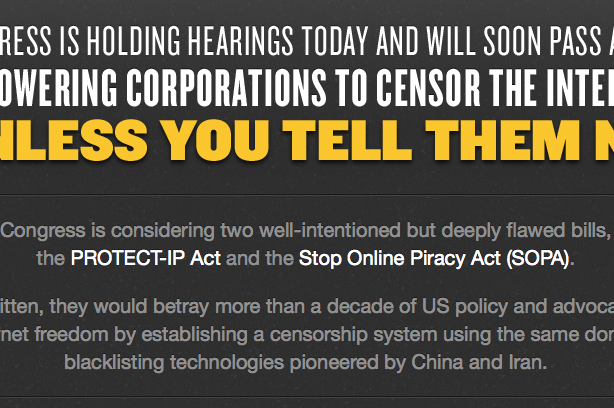 RESS IS HOLDING HEARINGS TODAY AND WILL SOON PASS A
OWERING CORPORATIONS TO CENSOR THE INTE
NLESS YOU TELL THEM N
Congress is considering two well-intentioned but deeply flawed bills,
the PROTECT-IP Act and the Stop Online Piracy Act (SOPA).
itten, they would betray more than a decade of US policy and advoca
net freedom by establishing a censorship system using the same dom
blacklisting technologies pioneered by China and Iran.